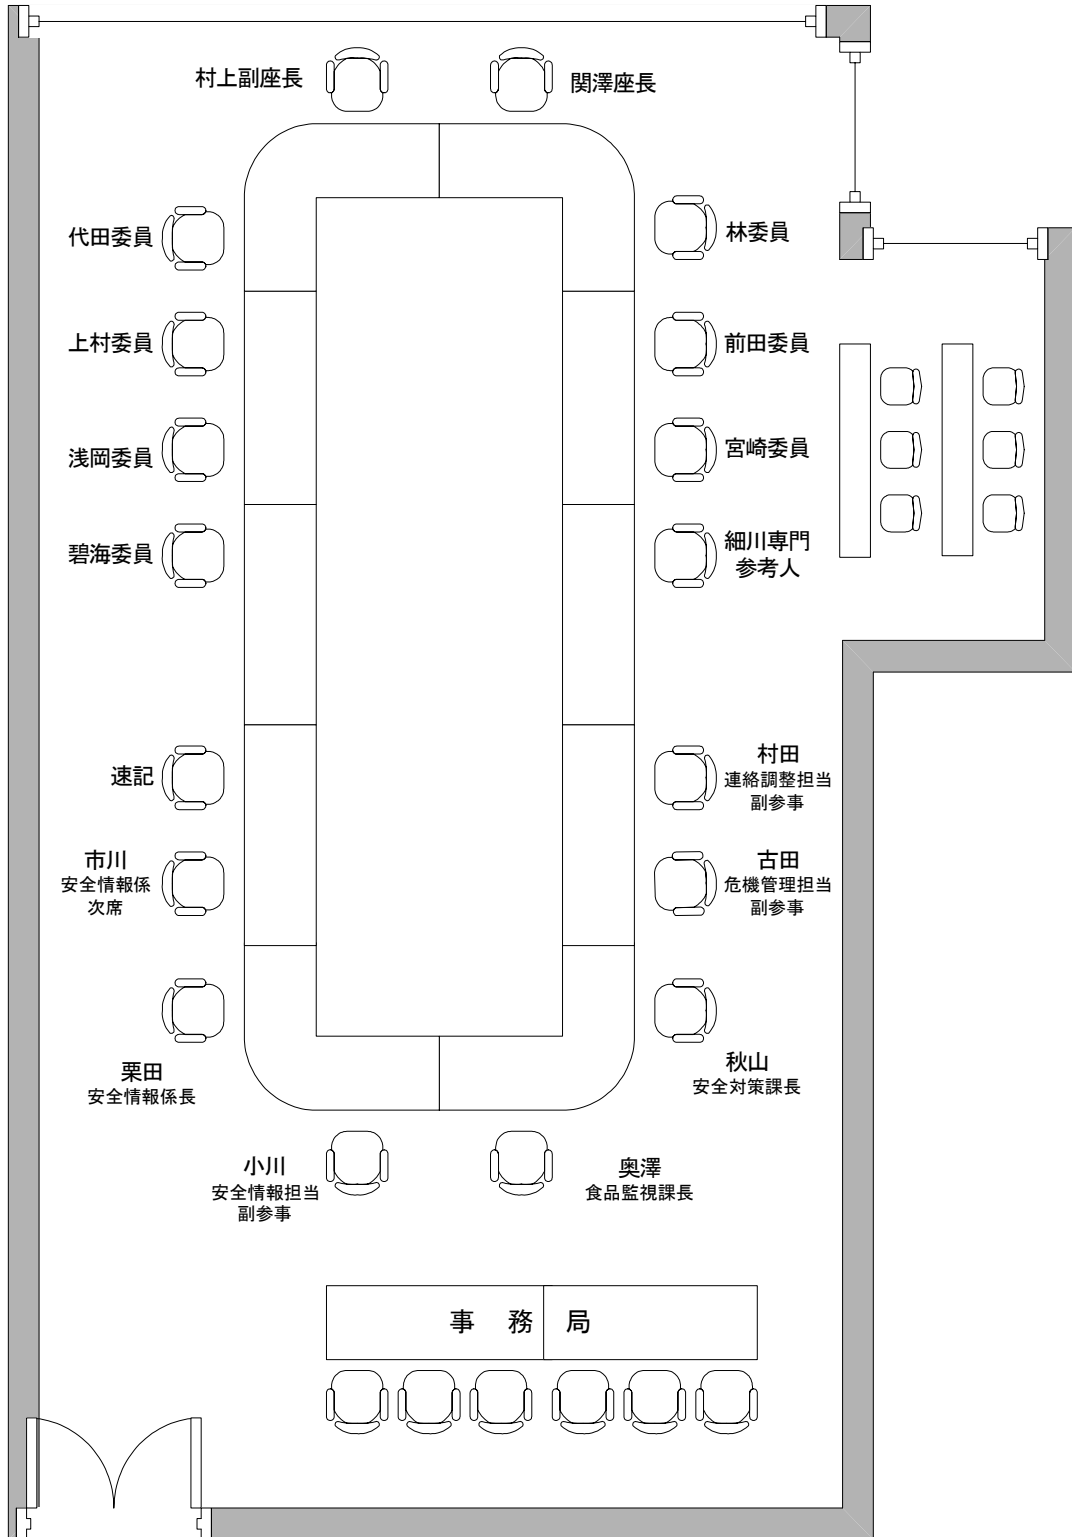 村上副座長
関澤座長
代田委員
林委員
上村委員
前田委員
浅岡委員
宮崎委員
碧海委員
細川専門
参考人
速記
村田
連絡調整担当
副参事
市川
安全情報係
次席
古田
危機管理担当
副参事
栗田
安全情報係長
秋山
安全対策課長
小川
安全情報担当
副参事
奥澤
食品監視課長
事 務 局